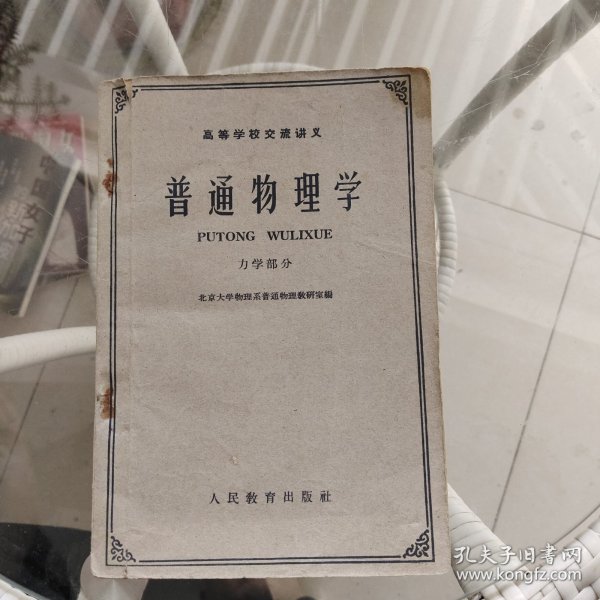 高等学校交流讲义
普通物理学
PUTONG WULIXUE
力学部分
北京大学物理系普通物理教研室編
人民教育出版社
孔夫子旧书网
www.kongfz.com